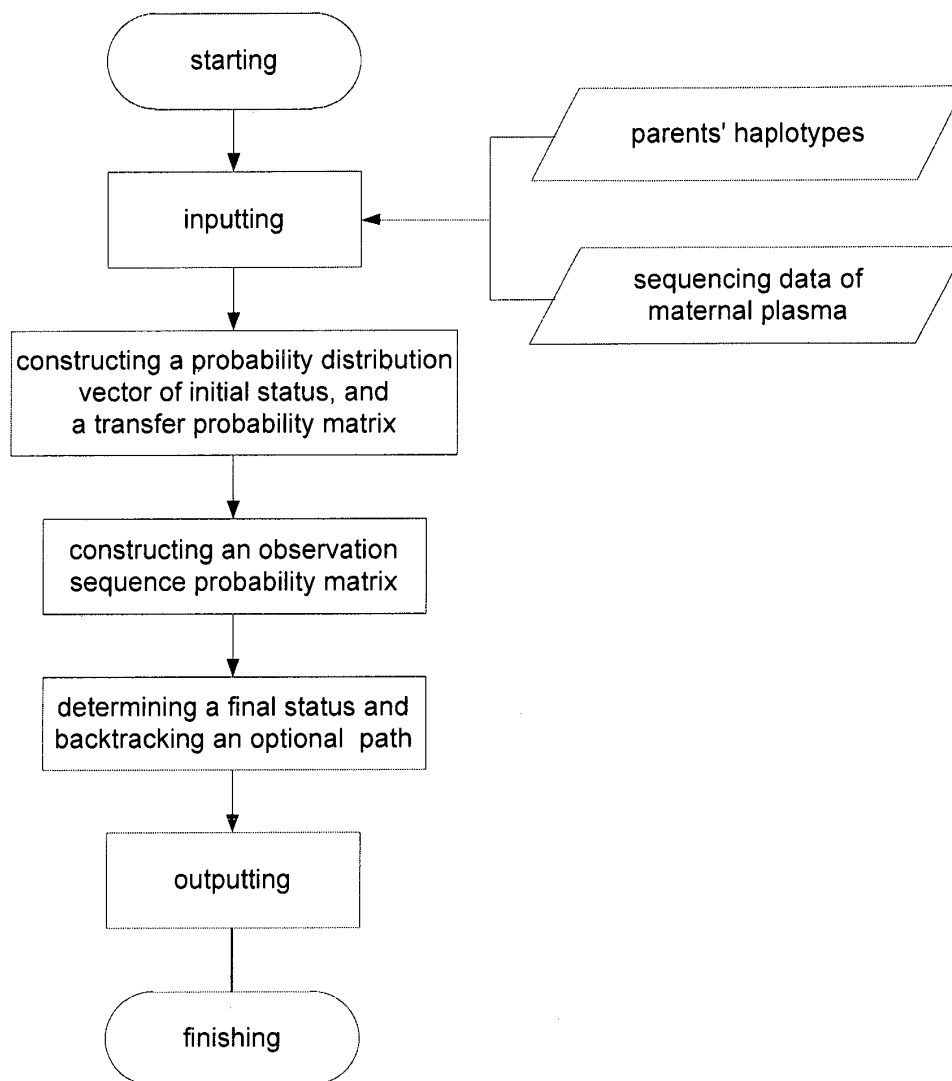 starting
parents' haplotypes
inputting
sequencing data of
maternal plasma
constructing a probability distribution
vector of initial status, and
a transfer probability matrix
constructing an observation
sequence probability matrix
determining a final status and
backtracking an optional path
outputting
finishing